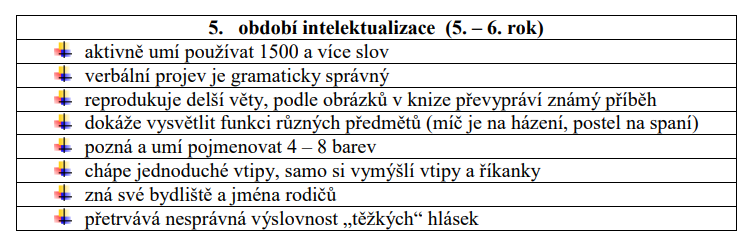 5. období intelektualizace (5. – 6. rok)
aktivně umí používat 1500 a více slov
verbální projev je gramaticky správný
reprodukuje delší věty, podle obrázků v knize převypráví známý příběh
dokáže vysvětlit funkci různých předmětů (míč je na házení, postel na spaní)
pozná a umí pojmenovat 4 – 8 barev
chápe jednoduché vtipy, samo si vymýšlí vtipy a říkanky
zná své bydliště a jména rodičů
přetrvává nesprávná výslovnost „těžkých“ hlásek